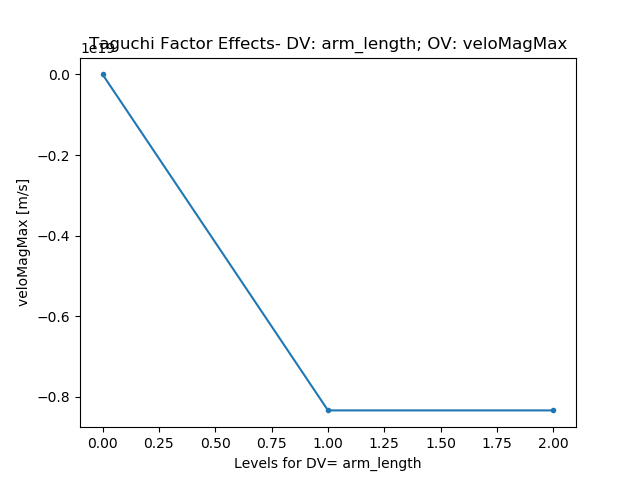 Taguchi Factor Effects- DV: arm_length; OV: veloMagMax
1e19
0.0
−0.2
−0.4
−0.6
−0.8
veloMagMax [m/s]
0.00 0.25 0.50 0.75 1.00 1.25 1.50 1.75 2.00
Levels for DV= arm_length